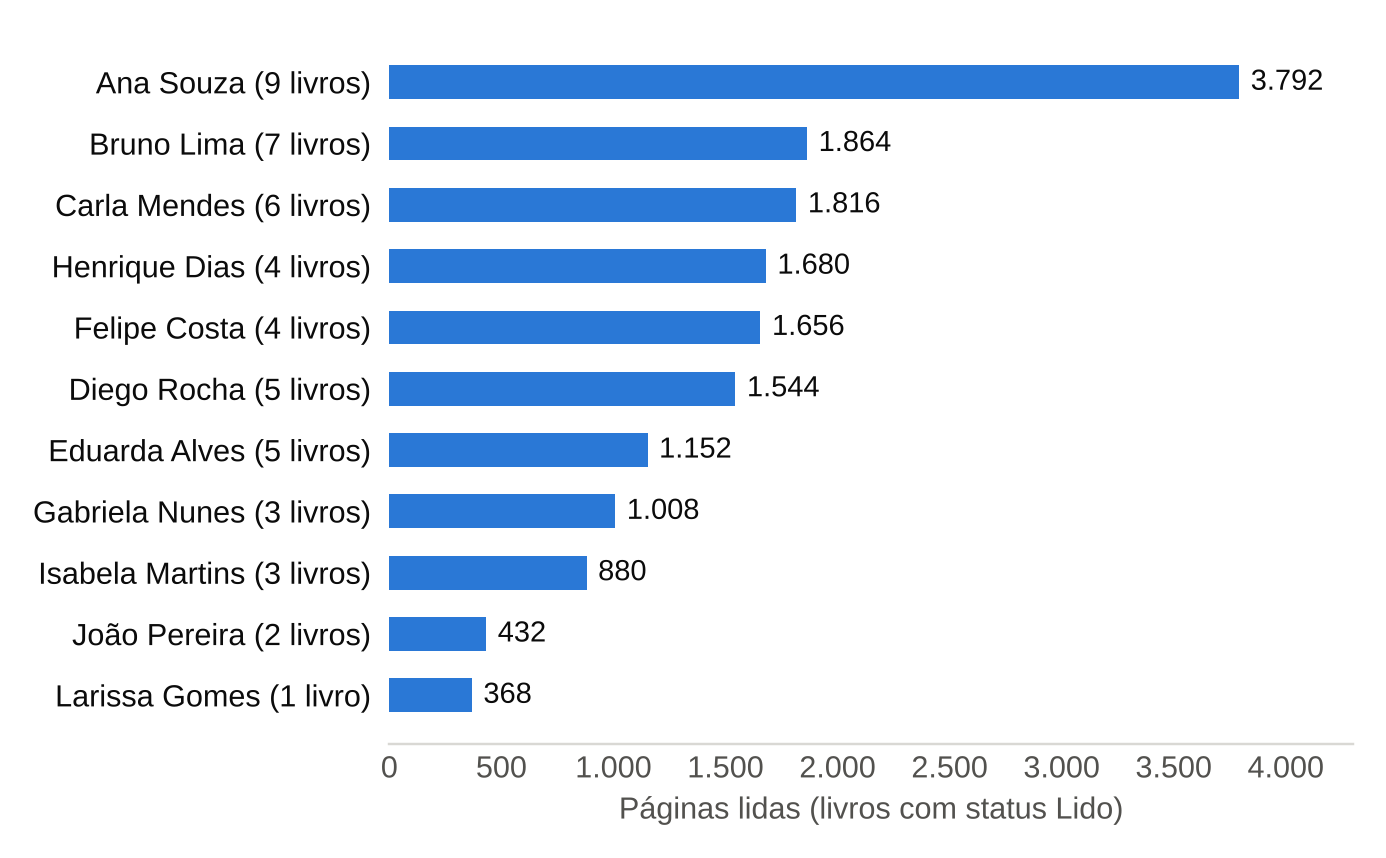 Ana Souza (9 livros) 3.792
Bruno Lima (7 livros) 1.864
Carla Mendes (6 livros) 1.816
Henrique Dias (4 livros) 1.680
Felipe Costa (4 livros) 1.656
Diego Rocha (5 livros) 1.544
Eduarda Alves (5 livros) 1.152
Gabriela Nunes (3 livros) 1.008
Isabela Martins (3 livros) 880
João Pereira (2 livros) 432
Larissa Gomes (1 livro) 368
0 500 1.000 1.500 2.000 2.500 3.000 3.500 4.000
Páginas lidas (livros com status Lido)